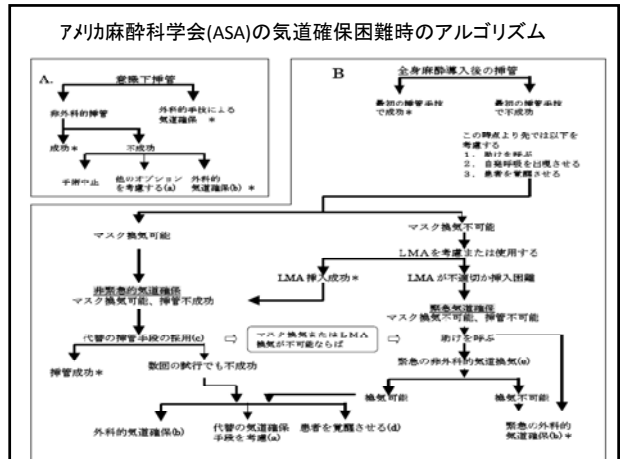 アメリカ麻酔科学会(ASA)の気道確保困難時のアルゴリズム
A.
意識下挿管
非外科的挿管
外科的手技による
気道確保 *
成功*
不成功
手術中止
他のオプション
を考慮する(a)
外科的
気道確保(b) *
B
全身麻酔導入後の挿管
最初の挿管手技
で成功*
最初の挿管手技
で不成功
この時点より先では以下を
考慮する
1. 助けを呼ぶ
2. 自発呼吸を出現させる
3. 患者を覚醒させる
マスク換気可能
マスク換気不可能
LMAを考慮または使用する
LMA挿入成功*
LMAが不適切か挿入困難
非緊急的気道確保
マスク換気可能、挿管不成功
緊急気道確保
マスク換気不可能、挿管不可能
代替の挿管手段の採用(c)
マスク換気またはLMA
換気が不可能ならば
助けを呼ぶ
挿管成功*
数回の試行でも不成功
緊急の非外科的気道換気(e)
換気可能
換気不可能
外科的気道確保(b)
代替の気道確保
手段を考慮(a)
患者を覚醒させる(d)
緊急の外科的
気道確保(b) *